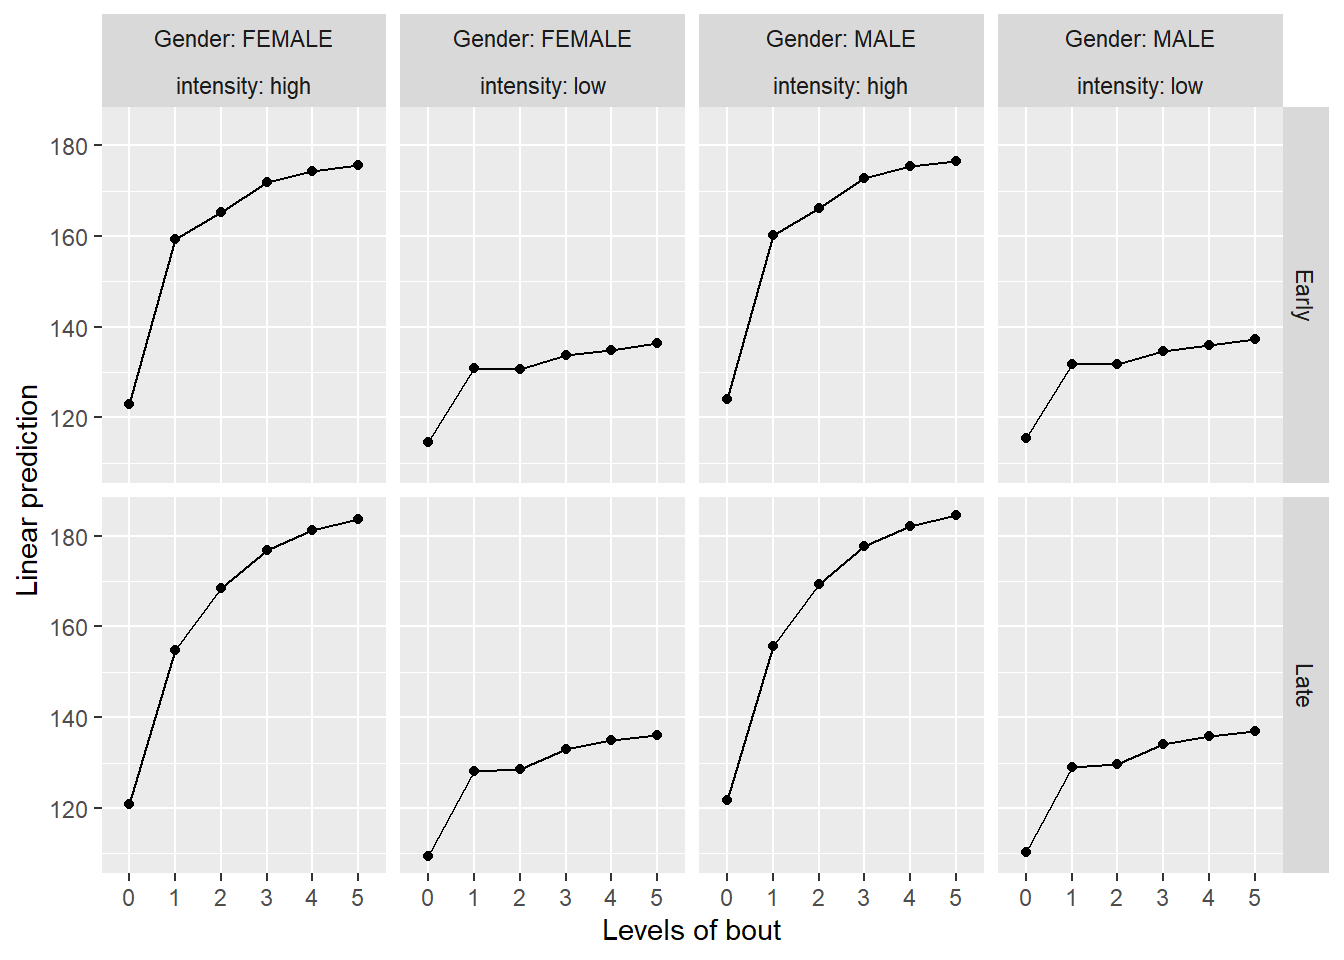 Gender: FEMALE
intensity: high
Gender: FEMALE
intensity: low
Gender: MALE
intensity: high
Gender: MALE
intensity: low
180
160
140
120
Early
180
160
140
120
Late
Linear prediction
0 1 2 3 4 5
0 1 2 3 4 5
0 1 2 3 4 5
0 1 2 3 4 5
Levels of bout